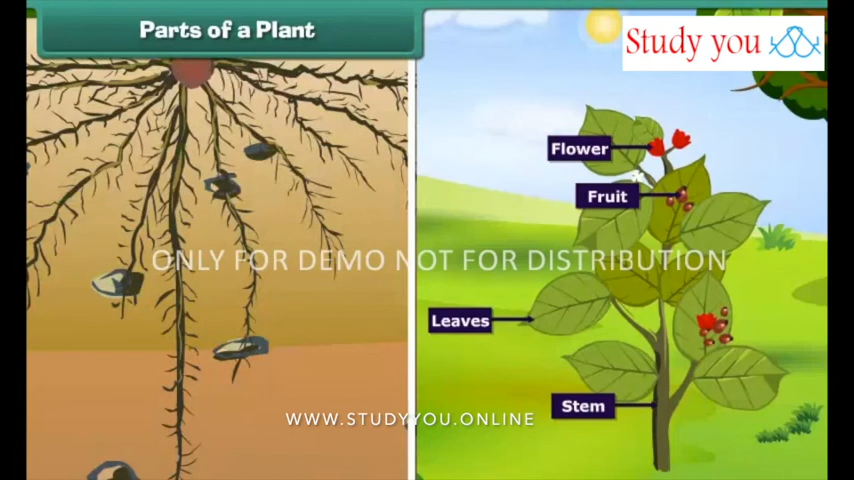 Parts of a Plant
Study you
Flower
Fruit
ONLY FOR DEMO NOT FOR DISTRIBUTION
Leaves
Stem
WWW.STUDYYOU.ONLINE